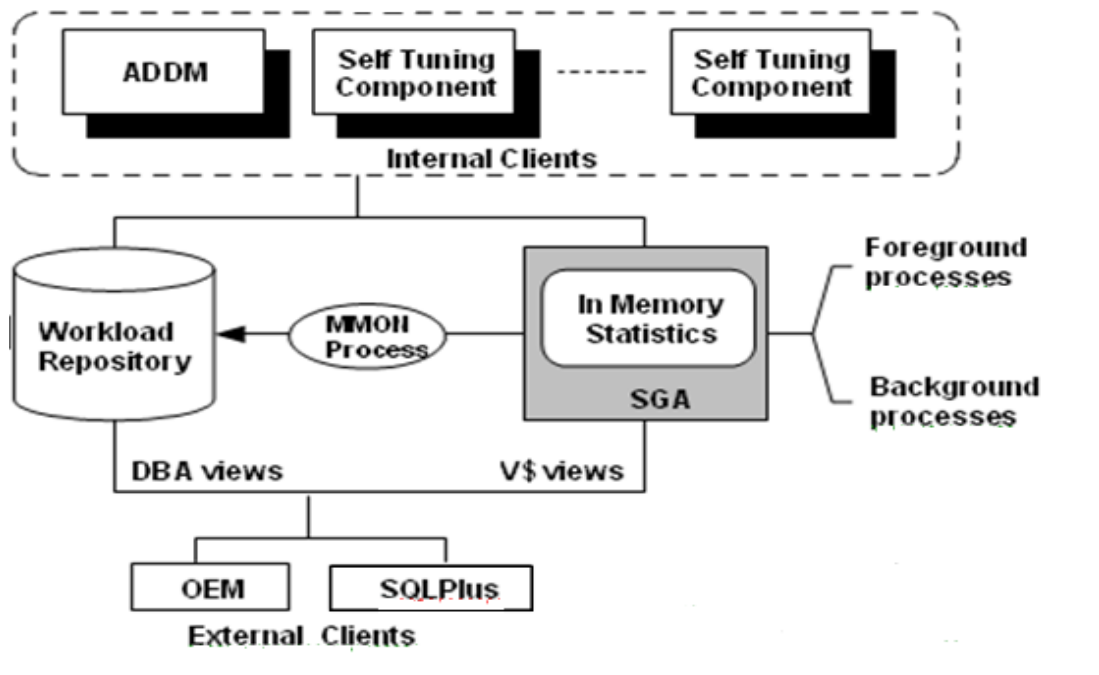 ADDM
Self Tuning
Component
Self Tuning
Component
Internal Clients
Workload
Repository
MMON
Process
In Memory
Statistics
SGA
Foreground
processes
Background
processes
DBA views
V$ views
OEM
SQLPlus
External Clients